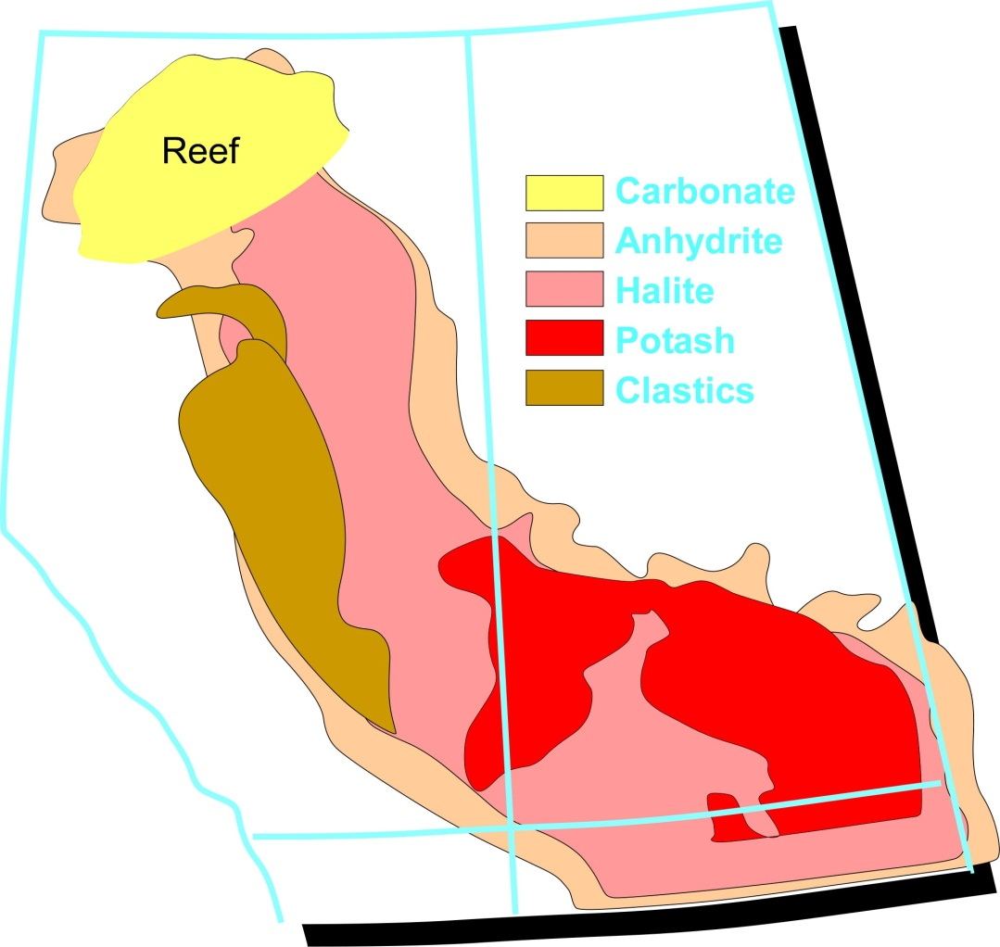 Reef
Carbonate
Anhydrite
Halite
Potash
Clastics